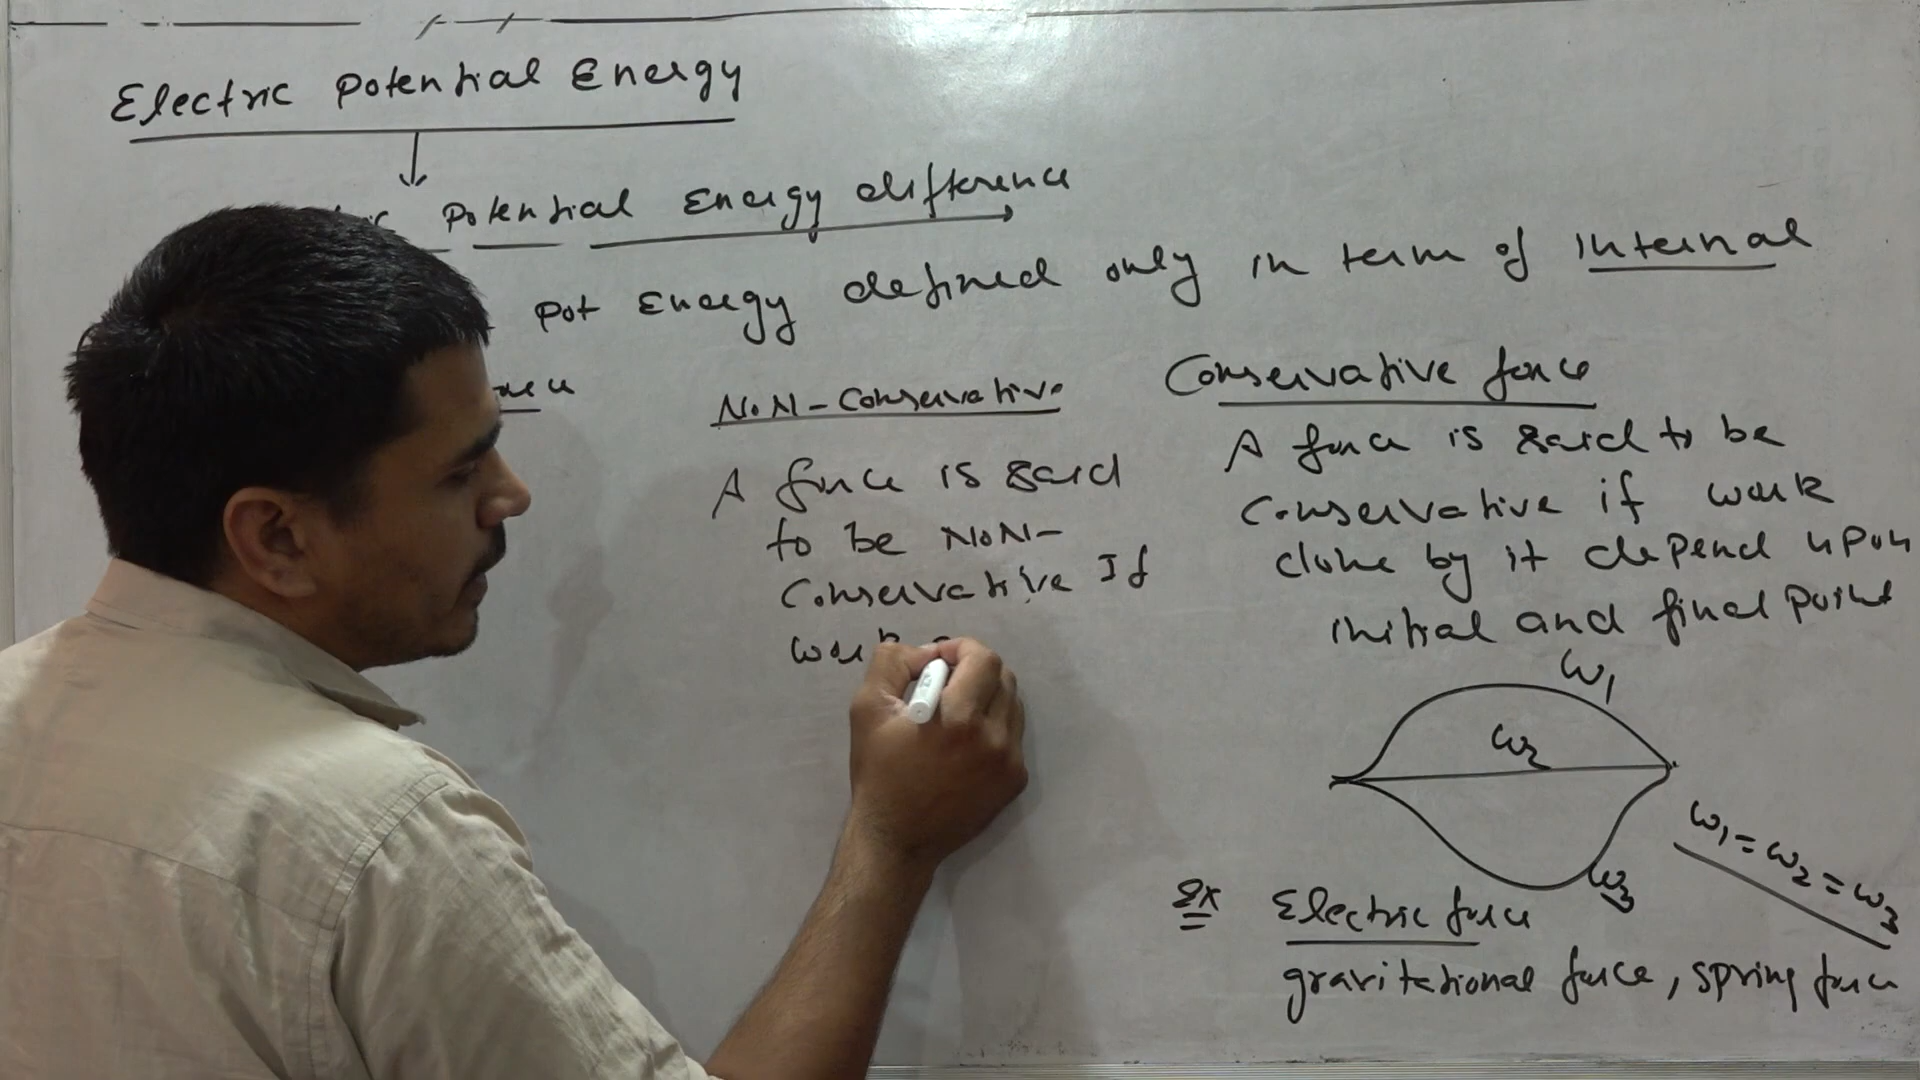 Electric Potential Energy
Potential Energy difference
Pot Energy defined only in term of internal
NoN-Conservative
A force is said
to be NoN-
Conservative If
work
Conservative force
A force is said to be
Conservative if work
done by it depend upon
initial and final point
W1
W2
W3
W1=W2=W3
Ex Electric force
gravitational force, spring force